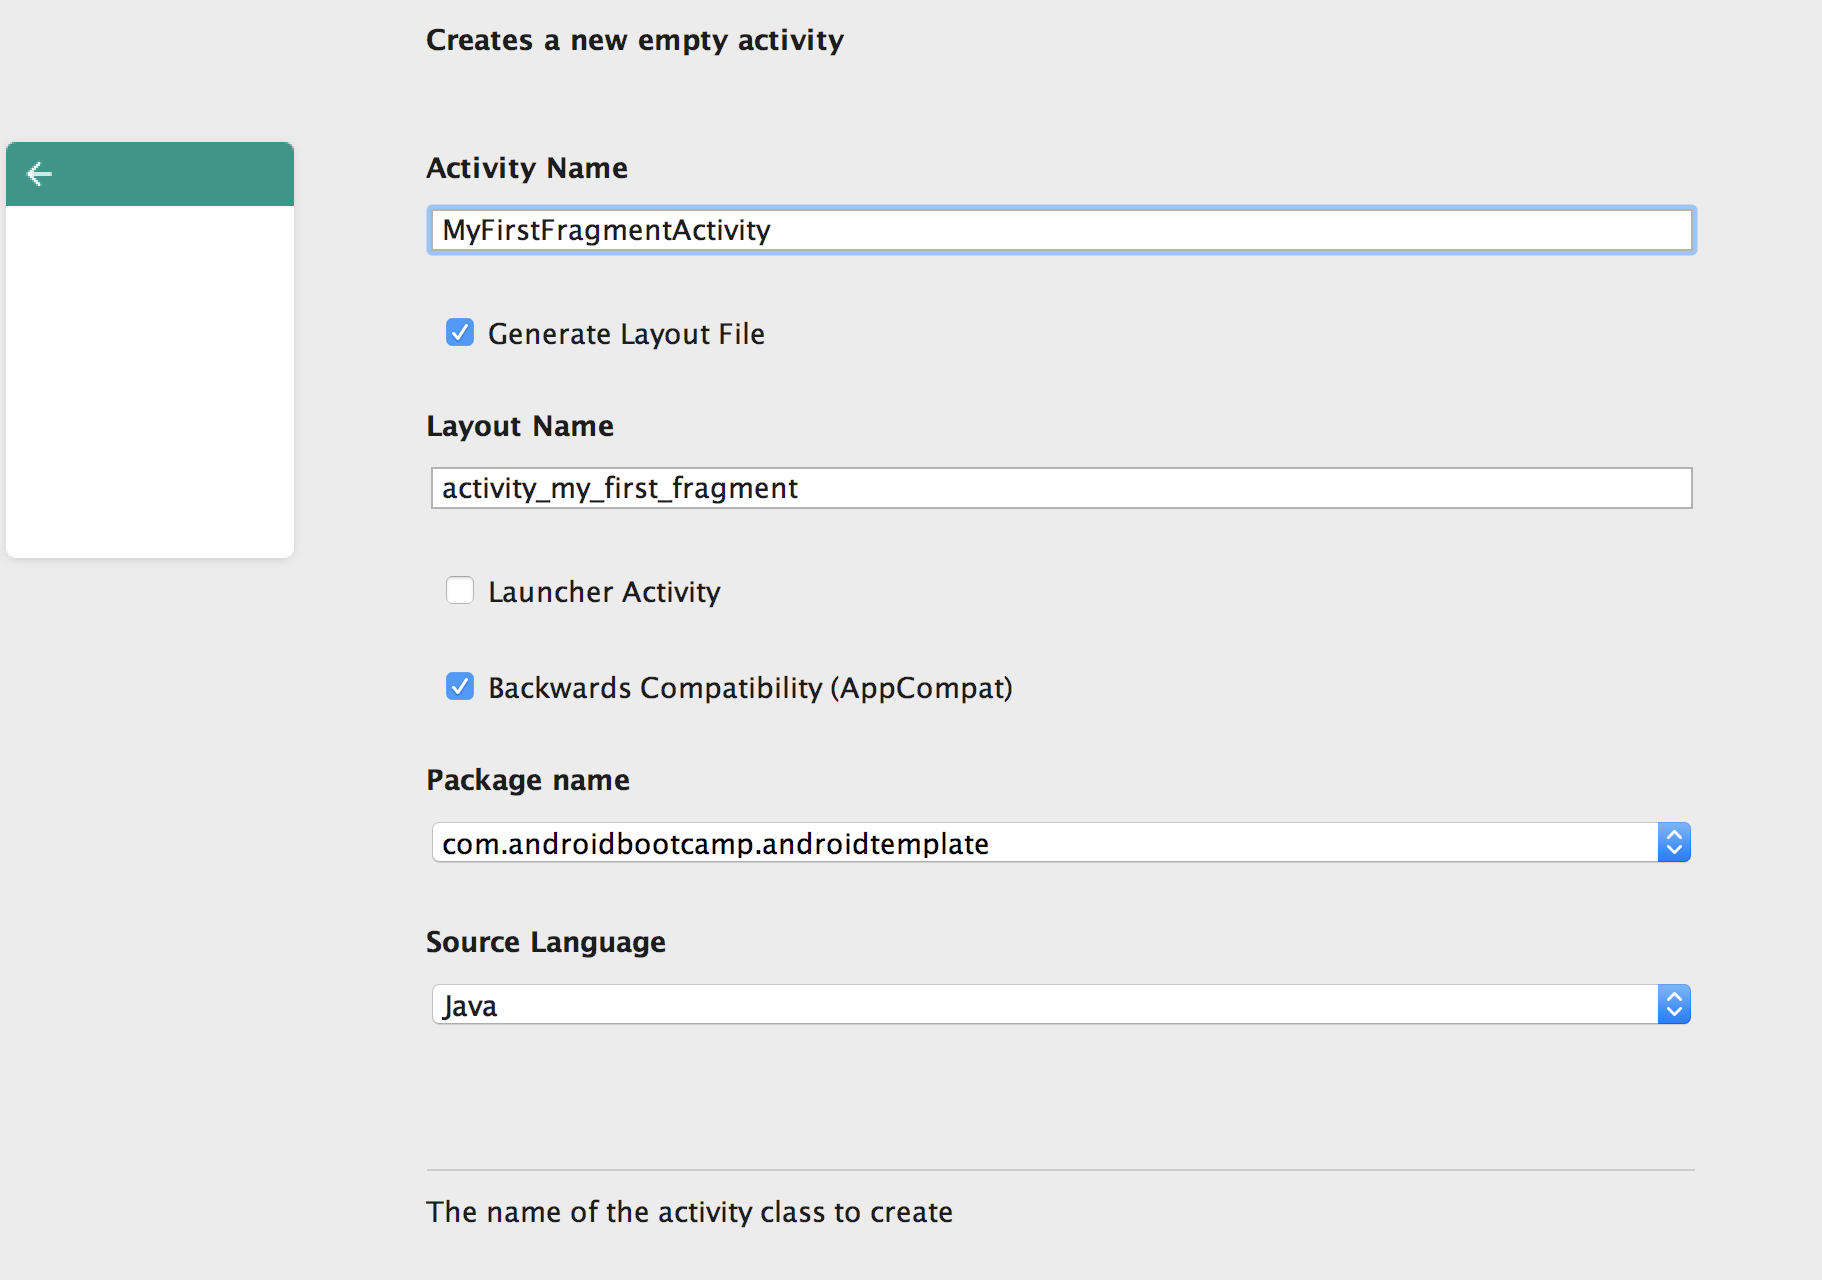 Creates a new empty activity
Activity Name
MyFirstFragmentActivity
Generate Layout File
Layout Name
activity_my_first_fragment
Launcher Activity
Backwards Compatibility (AppCompat)
Package name
com.androidbootcamp.androidtemplate
Source Language
Java
The name of the activity class to create